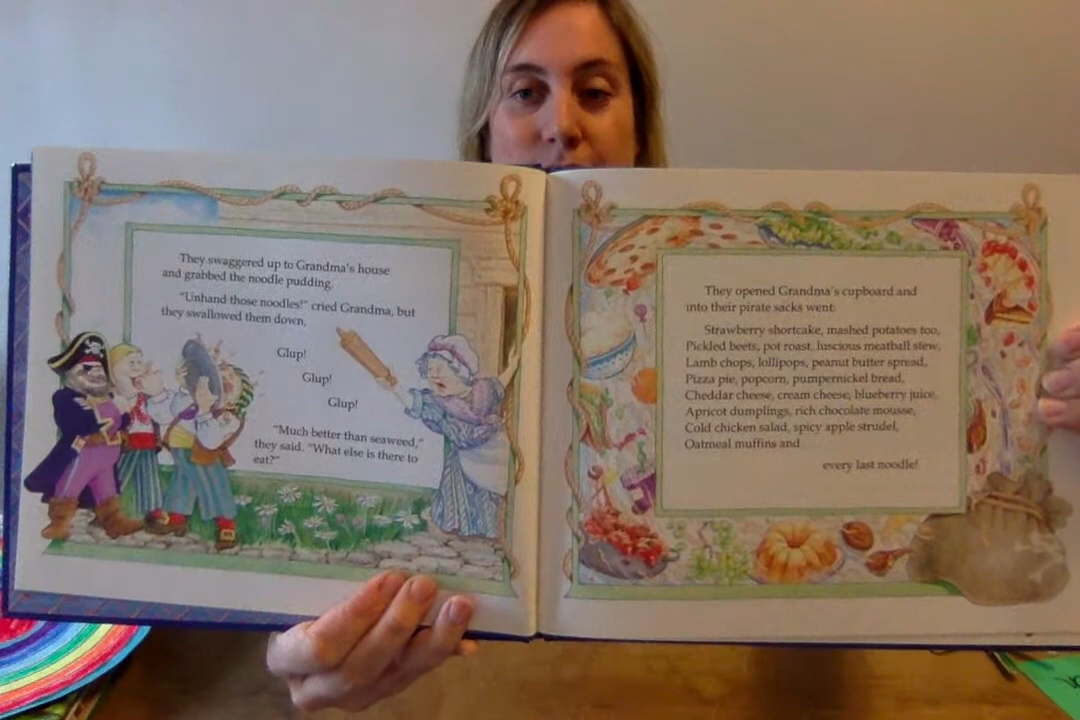 They swaggered up to Grandma's house
and grabbed the noodle pudding.
"Unhand those noodles!" cried Grandma, but
they swallowed them down,
Glup!
Glup!
Glup!
"Much better than seaweed,"
they said. "What else is there to
eat?"
They opened Grandma's cupboard and
into their pirate sacks went:
Strawberry shortcake, mashed potatoes too,
Pickled beets, pot roast, luscious meatball stew,
Lamb chops, lollipops, peanut butter spread,
Pizza pie, popcorn, pumpernickel bread,
Cheddar cheese, cream cheese, blueberry juice,
Apricot dumplings, rich chocolate mousse,
Cold chicken salad, spicy apple strudel,
Oatmeal muffins and
every last noodle!